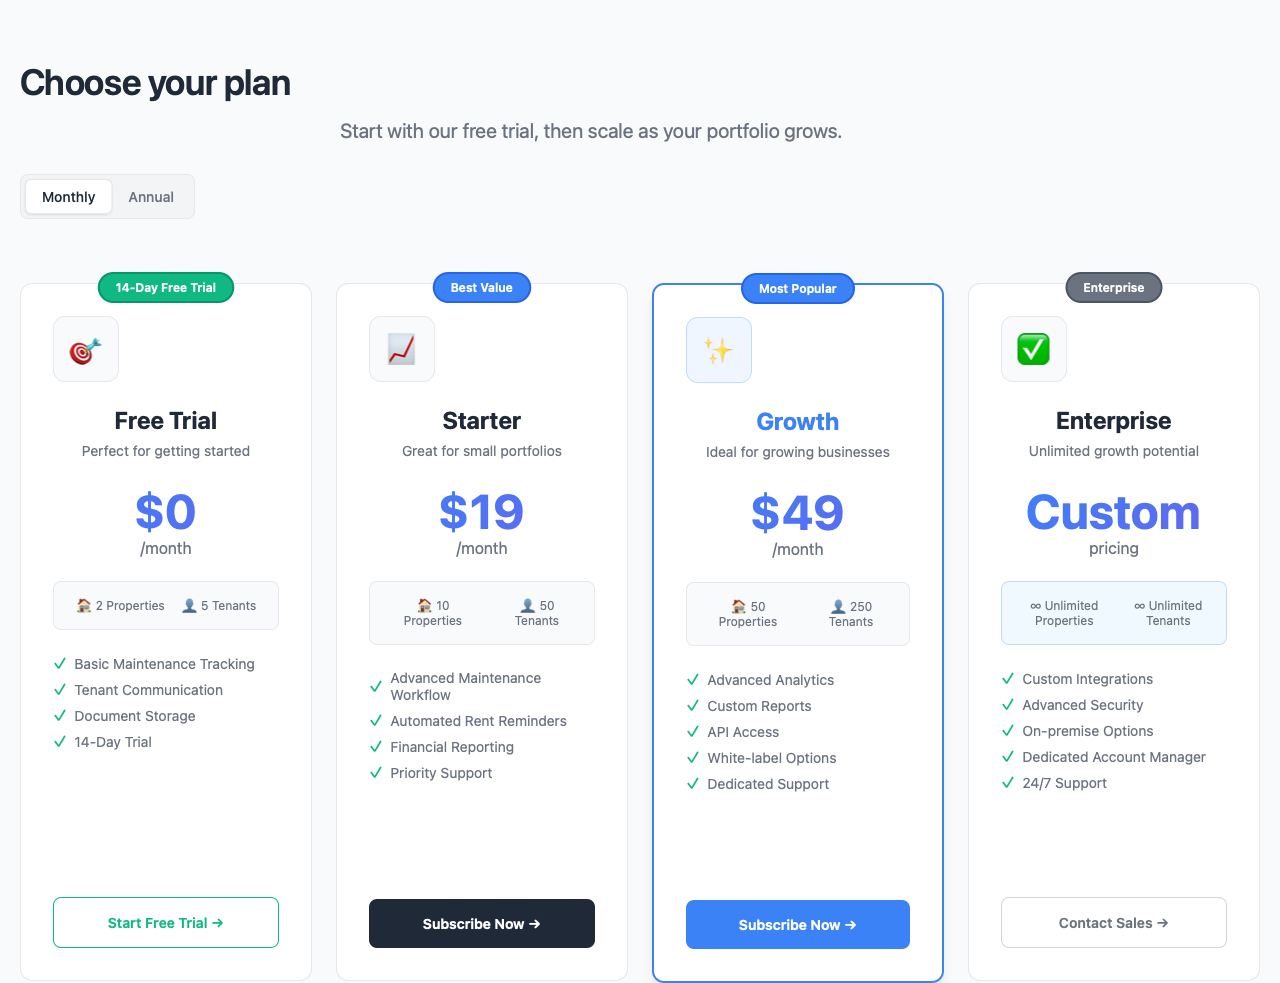 Choose your plan
Start with our free trial, then scale as your portfolio grows.
Monthly
Annual
14-Day Free Trial
Free Trial
Perfect for getting started
$0
/month
2 Properties
5 Tenants
Basic Maintenance Tracking
Tenant Communication
Document Storage
14-Day Trial
Start Free Trial →
Best Value
Starter
Great for small portfolios
$19
/month
10
Properties
50
Tenants
Advanced Maintenance
Workflow
Automated Rent Reminders
Financial Reporting
Priority Support
Subscribe Now →
Most Popular
Growth
Ideal for growing businesses
$49
/month
50
Properties
250
Tenants
Advanced Analytics
Custom Reports
API Access
White-label Options
Dedicated Support
Subscribe Now →
Enterprise
Enterprise
Unlimited growth potential
Custom
pricing
∞ Unlimited
Properties
∞ Unlimited
Tenants
Custom Integrations
Advanced Security
On-premise Options
Dedicated Account Manager
24/7 Support
Contact Sales →